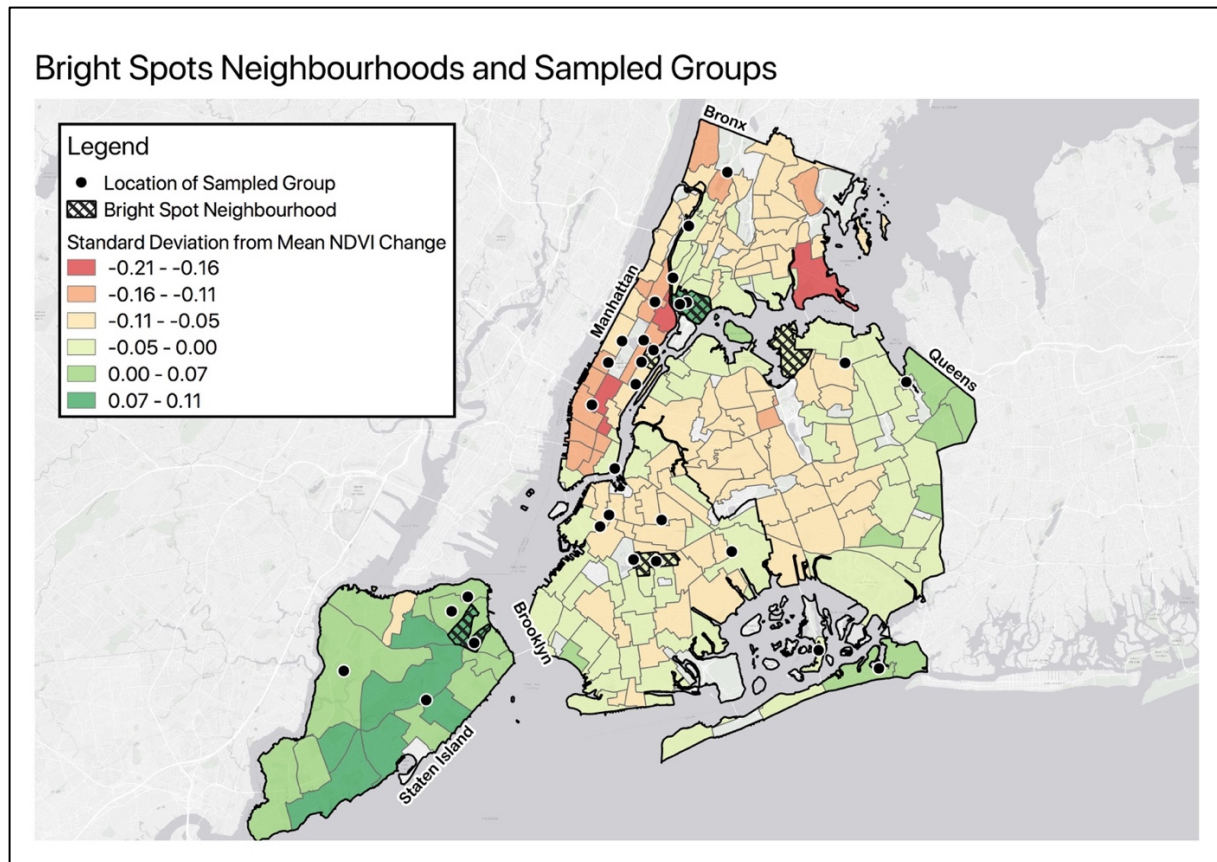 Bright Spots Neighbourhoods and Sampled Groups
Legend
Location of Sampled Group
Bright Spot Neighbourhood
Standard Deviation from Mean NDVI Change
-0.21 - -0.16
-0.16 - -0.11
-0.11 - -0.05
-0.05 - 0.00
0.00 - 0.07
0.07 - 0.11
Bronx
Manhattan
Queens
Brooklyn
Staten Island